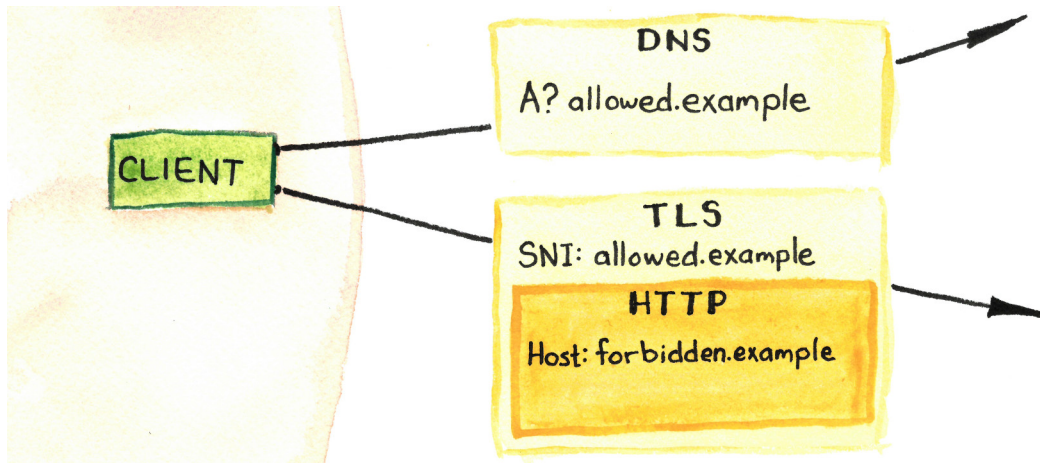 CLIENT
DNS
A? allowed.example
TLS
SNI: allowed.example
HTTP
Host: forbidden.example